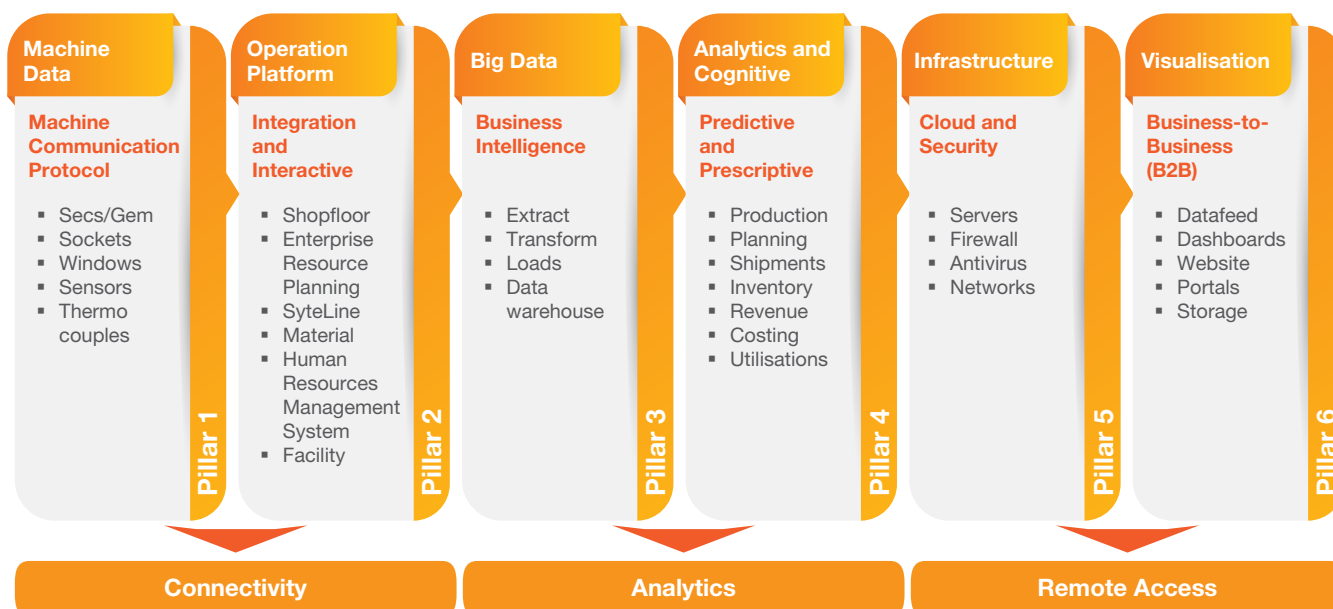 Machine
Data
Machine
Communication
Protocol
▪ Secs/Gem
▪ Sockets
▪ Windows
▪ Sensors
▪ Thermo
couples
Pillar 1
Operation
Platform
Integration
and
Interactive
▪ Shopfloor
▪ Enterprise
Resource
Planning
▪ SyteLine
▪ Material
▪ Human
Resources
Management
System
▪ Facility
Pillar 2
Big Data
Business
Intelligence
▪ Extract
▪ Transform
▪ Loads
▪ Data
warehouse
Pillar 3
Analytics and
Cognitive
Predictive
and
Prescriptive
▪ Production
▪ Planning
▪ Shipments
▪ Inventory
▪ Revenue
▪ Costing
▪ Utilisations
Pillar 4
Infrastructure
Cloud and
Security
▪ Servers
▪ Firewall
▪ Antivirus
▪ Networks
Pillar 5
Visualisation
Business-to-
Business
(B2B)
▪ Datafeed
▪ Dashboards
▪ Website
▪ Portals
▪ Storage
Pillar 6
Connectivity
Analytics
Remote Access